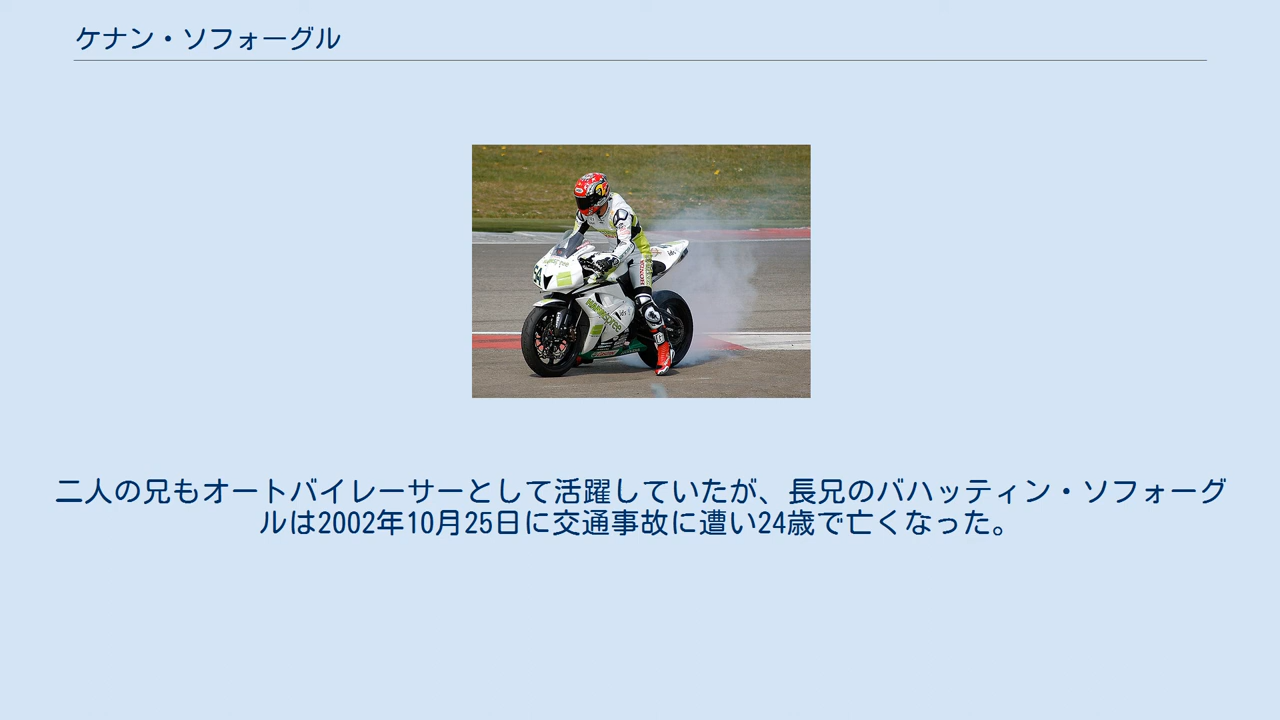 ケナン・ソフォーグル
二人の兄もオートバイレーサーとして活躍していたが、長兄のバハッティン・ソフォーグ
ルは2002年10月25日に交通事故に遭い24歳で亡くなった。